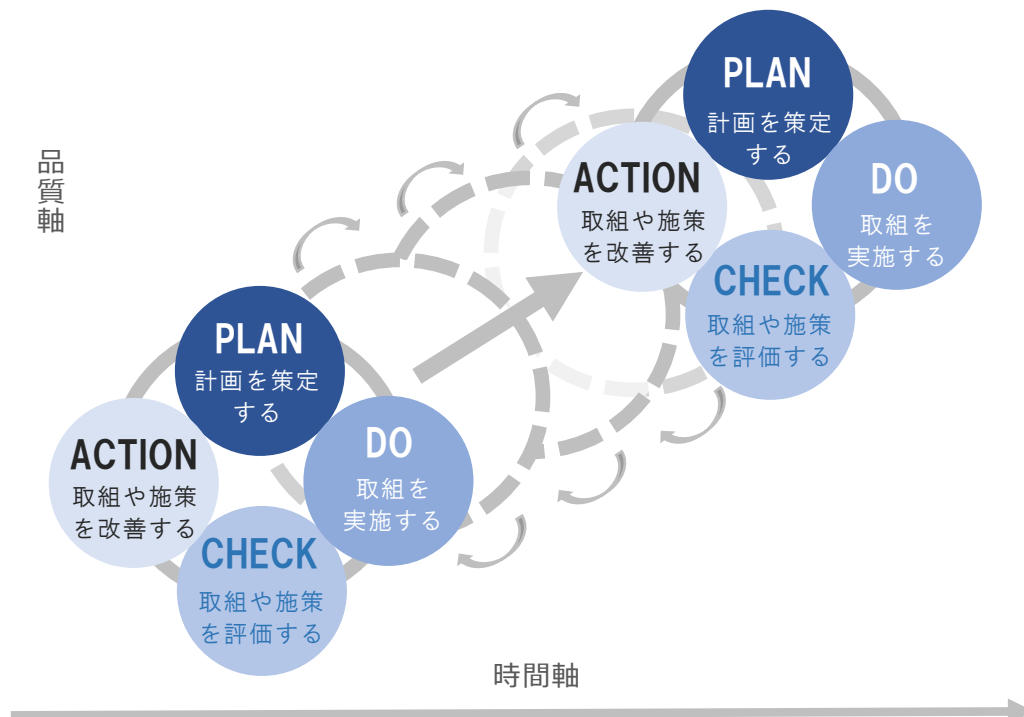 品質軸
PLAN
計画を策定
する
DO
取組を
実施する
ACTION
取組や施策
を改善する
CHECK
取組や施策
を評価する
PLAN
計画を策定
する
DO
取組を
実施する
ACTION
取組や施策
を改善する
CHECK
取組や施策
を評価する
時間軸